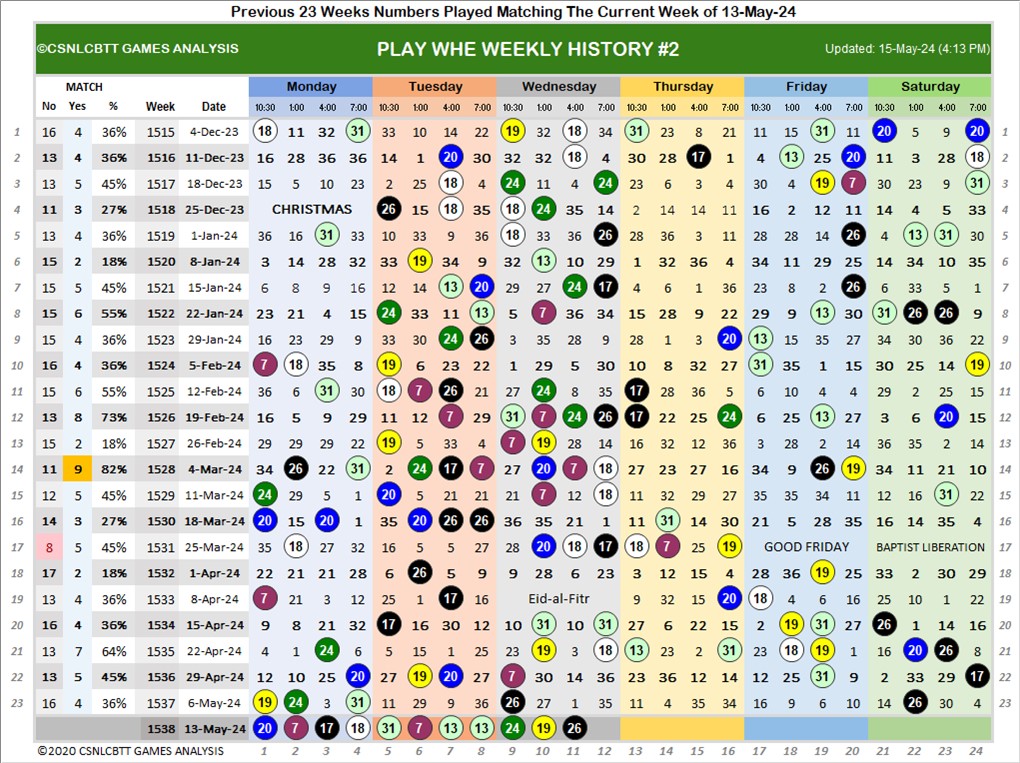 Previous 23 Weeks Numbers Played Matching The Current Week of 13-May-24
©CSNLCBTT GAMES ANALYSIS PLAY WHE WEEKLY HISTORY #2 Updated: 15-May-24 (4:13 PM)
MATCH Monday Tuesday Wednesday Thursday Friday Saturday
No Yes % Week Date 10:30 1:00 4:00 7:00 10:30 1:00 4:00 7:00 10:30 1:00 4:00 7:00 10:30 1:00 4:00 7:00 10:30 1:00 4:00 7:00 10:30 1:00 4:00 7:00
1 16 4 36% 1515 4-Dec-23 18 11 32 31 33 10 14 22 19 32 18 34 31 23 8 21 11 15 31 11 20 5 9 20 1
2 13 4 36% 1516 11-Dec-23 16 28 36 36 14 1 20 30 32 32 18 4 30 28 17 1 4 13 25 20 11 3 28 18 2
3 13 5 45% 1517 18-Dec-23 15 5 10 23 2 25 18 4 24 11 4 24 23 6 3 4 30 4 19 7 30 23 9 31 3
4 11 3 27% 1518 25-Dec-23 CHRISTMAS 26 15 18 35 18 24 35 14 2 14 14 11 16 2 12 11 14 4 5 33 4
5 13 4 36% 1519 1-Jan-24 36 16 31 33 10 33 9 36 18 33 36 26 28 36 3 11 28 28 14 26 4 13 31 30 5
6 15 2 18% 1520 8-Jan-24 3 14 28 32 33 19 34 9 32 13 10 29 1 32 36 4 34 11 29 25 14 34 10 35 6
7 15 5 45% 1521 15-Jan-24 6 8 9 16 12 14 13 20 29 27 24 17 4 6 1 36 23 8 2 26 6 33 5 1 7
8 15 6 55% 1522 22-Jan-24 23 21 4 15 24 33 11 13 5 7 36 34 15 28 9 22 29 9 13 30 31 26 26 9 8
9 15 4 36% 1523 29-Jan-24 16 23 29 9 33 30 24 26 3 35 28 9 28 1 3 20 13 15 35 27 34 30 36 22 9
10 16 4 36% 1524 5-Feb-24 7 18 35 8 19 6 23 22 1 29 5 30 10 8 32 27 31 35 1 15 30 25 14 19 10
11 15 6 55% 1525 12-Feb-24 4 3 31 30 18 7 26 21 27 24 8 35 17 28 36 5 6 10 4 4 29 2 25 15 11
12 13 8 73% 1526 19-Feb-24 16 5 9 29 11 12 7 29 31 7 24 26 17 22 25 24 6 25 13 27 3 6 20 15 12
13 15 2 18% 1527 26-Feb-24 29 29 29 22 19 5 33 4 7 19 28 14 16 32 12 36 3 28 2 14 36 35 2 14 13
14 11 9 82% 1528 4-Mar-24 34 26 22 31 2 24 17 7 27 20 7 18 27 23 27 16 34 9 26 19 34 11 21 10 14
15 12 5 45% 1529 11-Mar-24 24 29 5 1 20 5 21 21 21 7 12 18 11 32 29 27 35 35 34 11 12 16 31 22 15
16 14 3 27% 1530 18-Mar-24 20 15 20 1 35 20 26 26 36 35 21 1 11 31 14 30 21 5 28 35 16 14 35 4 16
17 8 5 45% 1531 25-Mar-24 35 18 27 32 16 5 5 27 28 20 18 17 18 7 25 19 GOOD FRIDAY BAPTIST LIBERATION 17
18 17 2 18% 1532 1-Apr-24 22 21 21 28 6 26 5 9 9 28 6 23 3 12 15 4 28 36 19 25 33 2 30 29 18
19 13 4 36% 1533 8-Apr-24 7 21 3 12 25 1 17 16 Eid-al-Fitr 9 32 15 20 18 4 6 16 25 10 1 22 19
20 16 4 36% 1534 15-Apr-24 9 8 21 32 17 16 30 12 10 31 10 31 27 6 22 15 2 19 31 27 26 1 14 16 20
21 13 7 64% 1535 22-Apr-24 4 1 24 6 5 15 1 25 23 19 3 18 13 23 2 31 23 18 19 1 16 20 26 8 21
22 13 5 45% 1536 29-Apr-24 12 10 25 20 27 19 20 27 7 30 14 36 23 36 12 14 12 25 31 9 2 33 29 17 22
23 16 4 36% 1537 6-May-24 19 24 3 31 11 29 9 36 26 27 1 35 11 4 35 34 16 9 6 8 14 26 30 4 23
1538 13-May-24 20 7 17 18 31 7 13 13 24 19 26
©2020 CSNLCBTT GAMES ANALYSIS 1 2 3 4 5 6 7 8 9 10 11 12 13 14 15 16 17 18 19 20 21 22 23 24